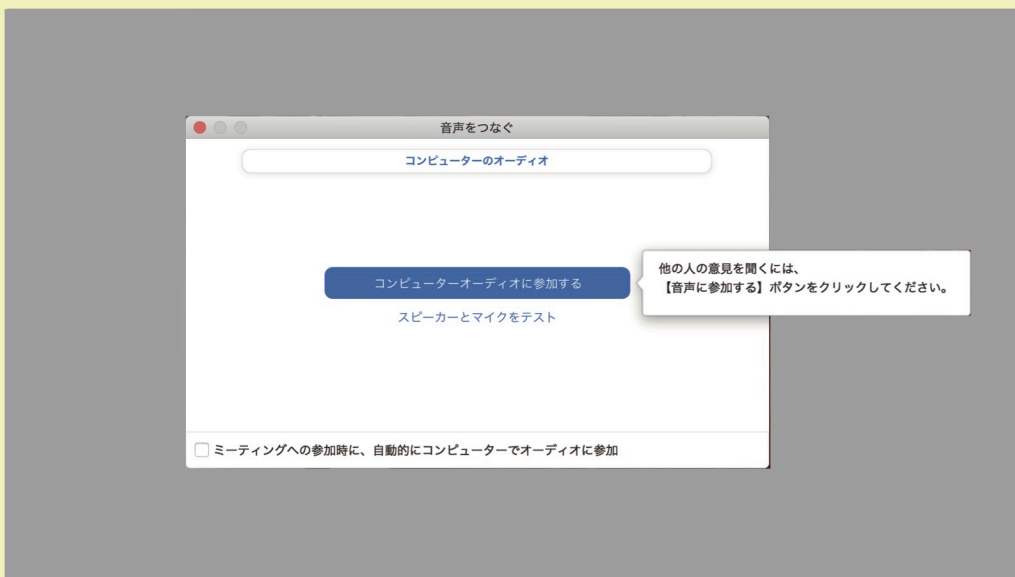 音声をつなぐ
コンピューターのオーディオ
コンピューターオーディオに参加する
他の人の意見を聞くには、
【音声に参加する】ボタンをクリックしてください。
スピーカーとマイクをテスト
ミーティングへの参加時に、自動的にコンピューターでオーディオに参加